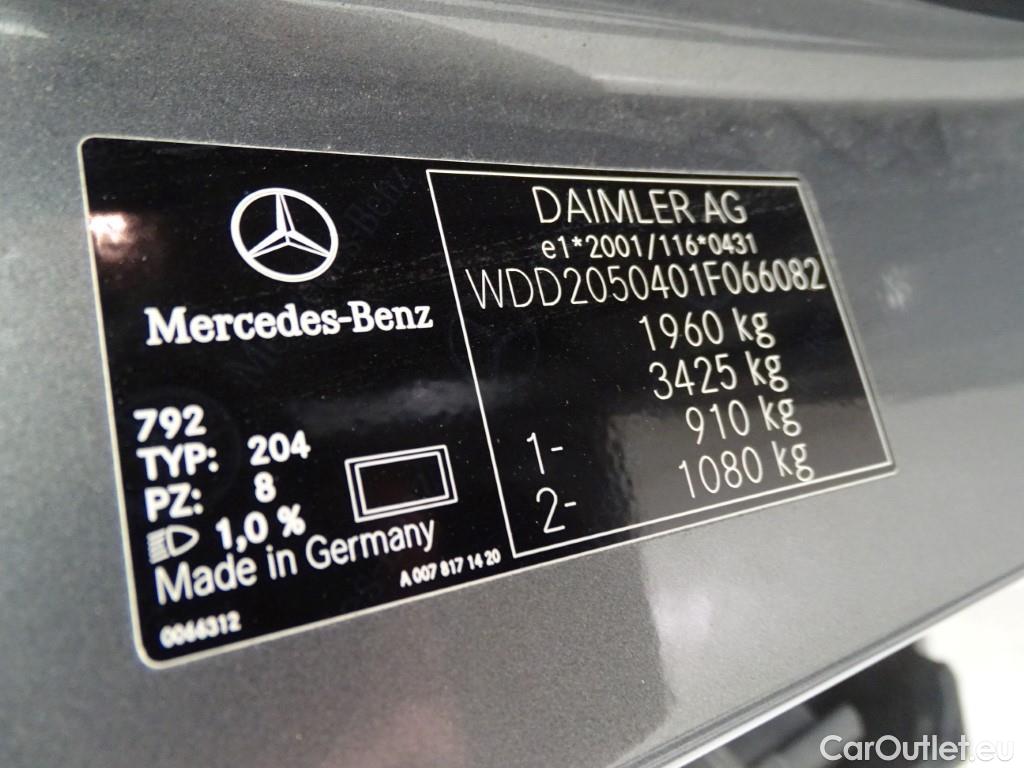 Mercedes-Benz
792
TYP: 204
PZ: 8
1,0 %
Made in Germany
A 007 817 14 20
0066312
DAIMLER AG
e1*2001/116*0431
WDD2050401F066082
1960 kg
3425 kg
1- 910 kg
2- 1080 kg
CarOutlet.eu